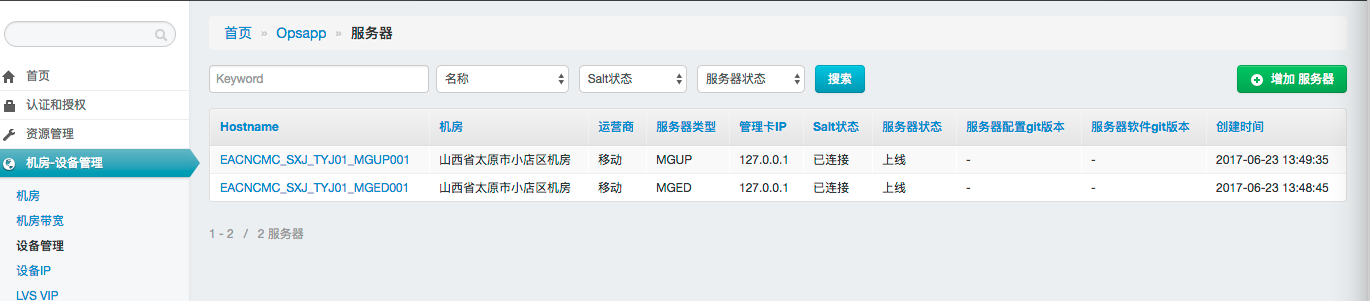 首页 » Opsapp » 服务器
Keyword 名称 Salt状态 服务器状态 搜索 增加 服务器
首页
认证和授权
资源管理
机房-设备管理
机房
机房带宽
设备管理
设备IP
LVS VIP
Hostname 机房 运营商 服务器类型 管理卡IP Salt状态 服务器状态 服务器配置git版本 服务器软件git版本 创建时间
EACNCMC_SXJ_TYJ01_MGUP001 山西省太原市小店区机房 移动 MGUP 127.0.0.1 已连接 上线 - - 2017-06-23 13:49:35
EACNCMC_SXJ_TYJ01_MGED001 山西省太原市小店区机房 移动 MGED 127.0.0.1 已连接 上线 - - 2017-06-23 13:48:45
1 - 2 / 2 服务器